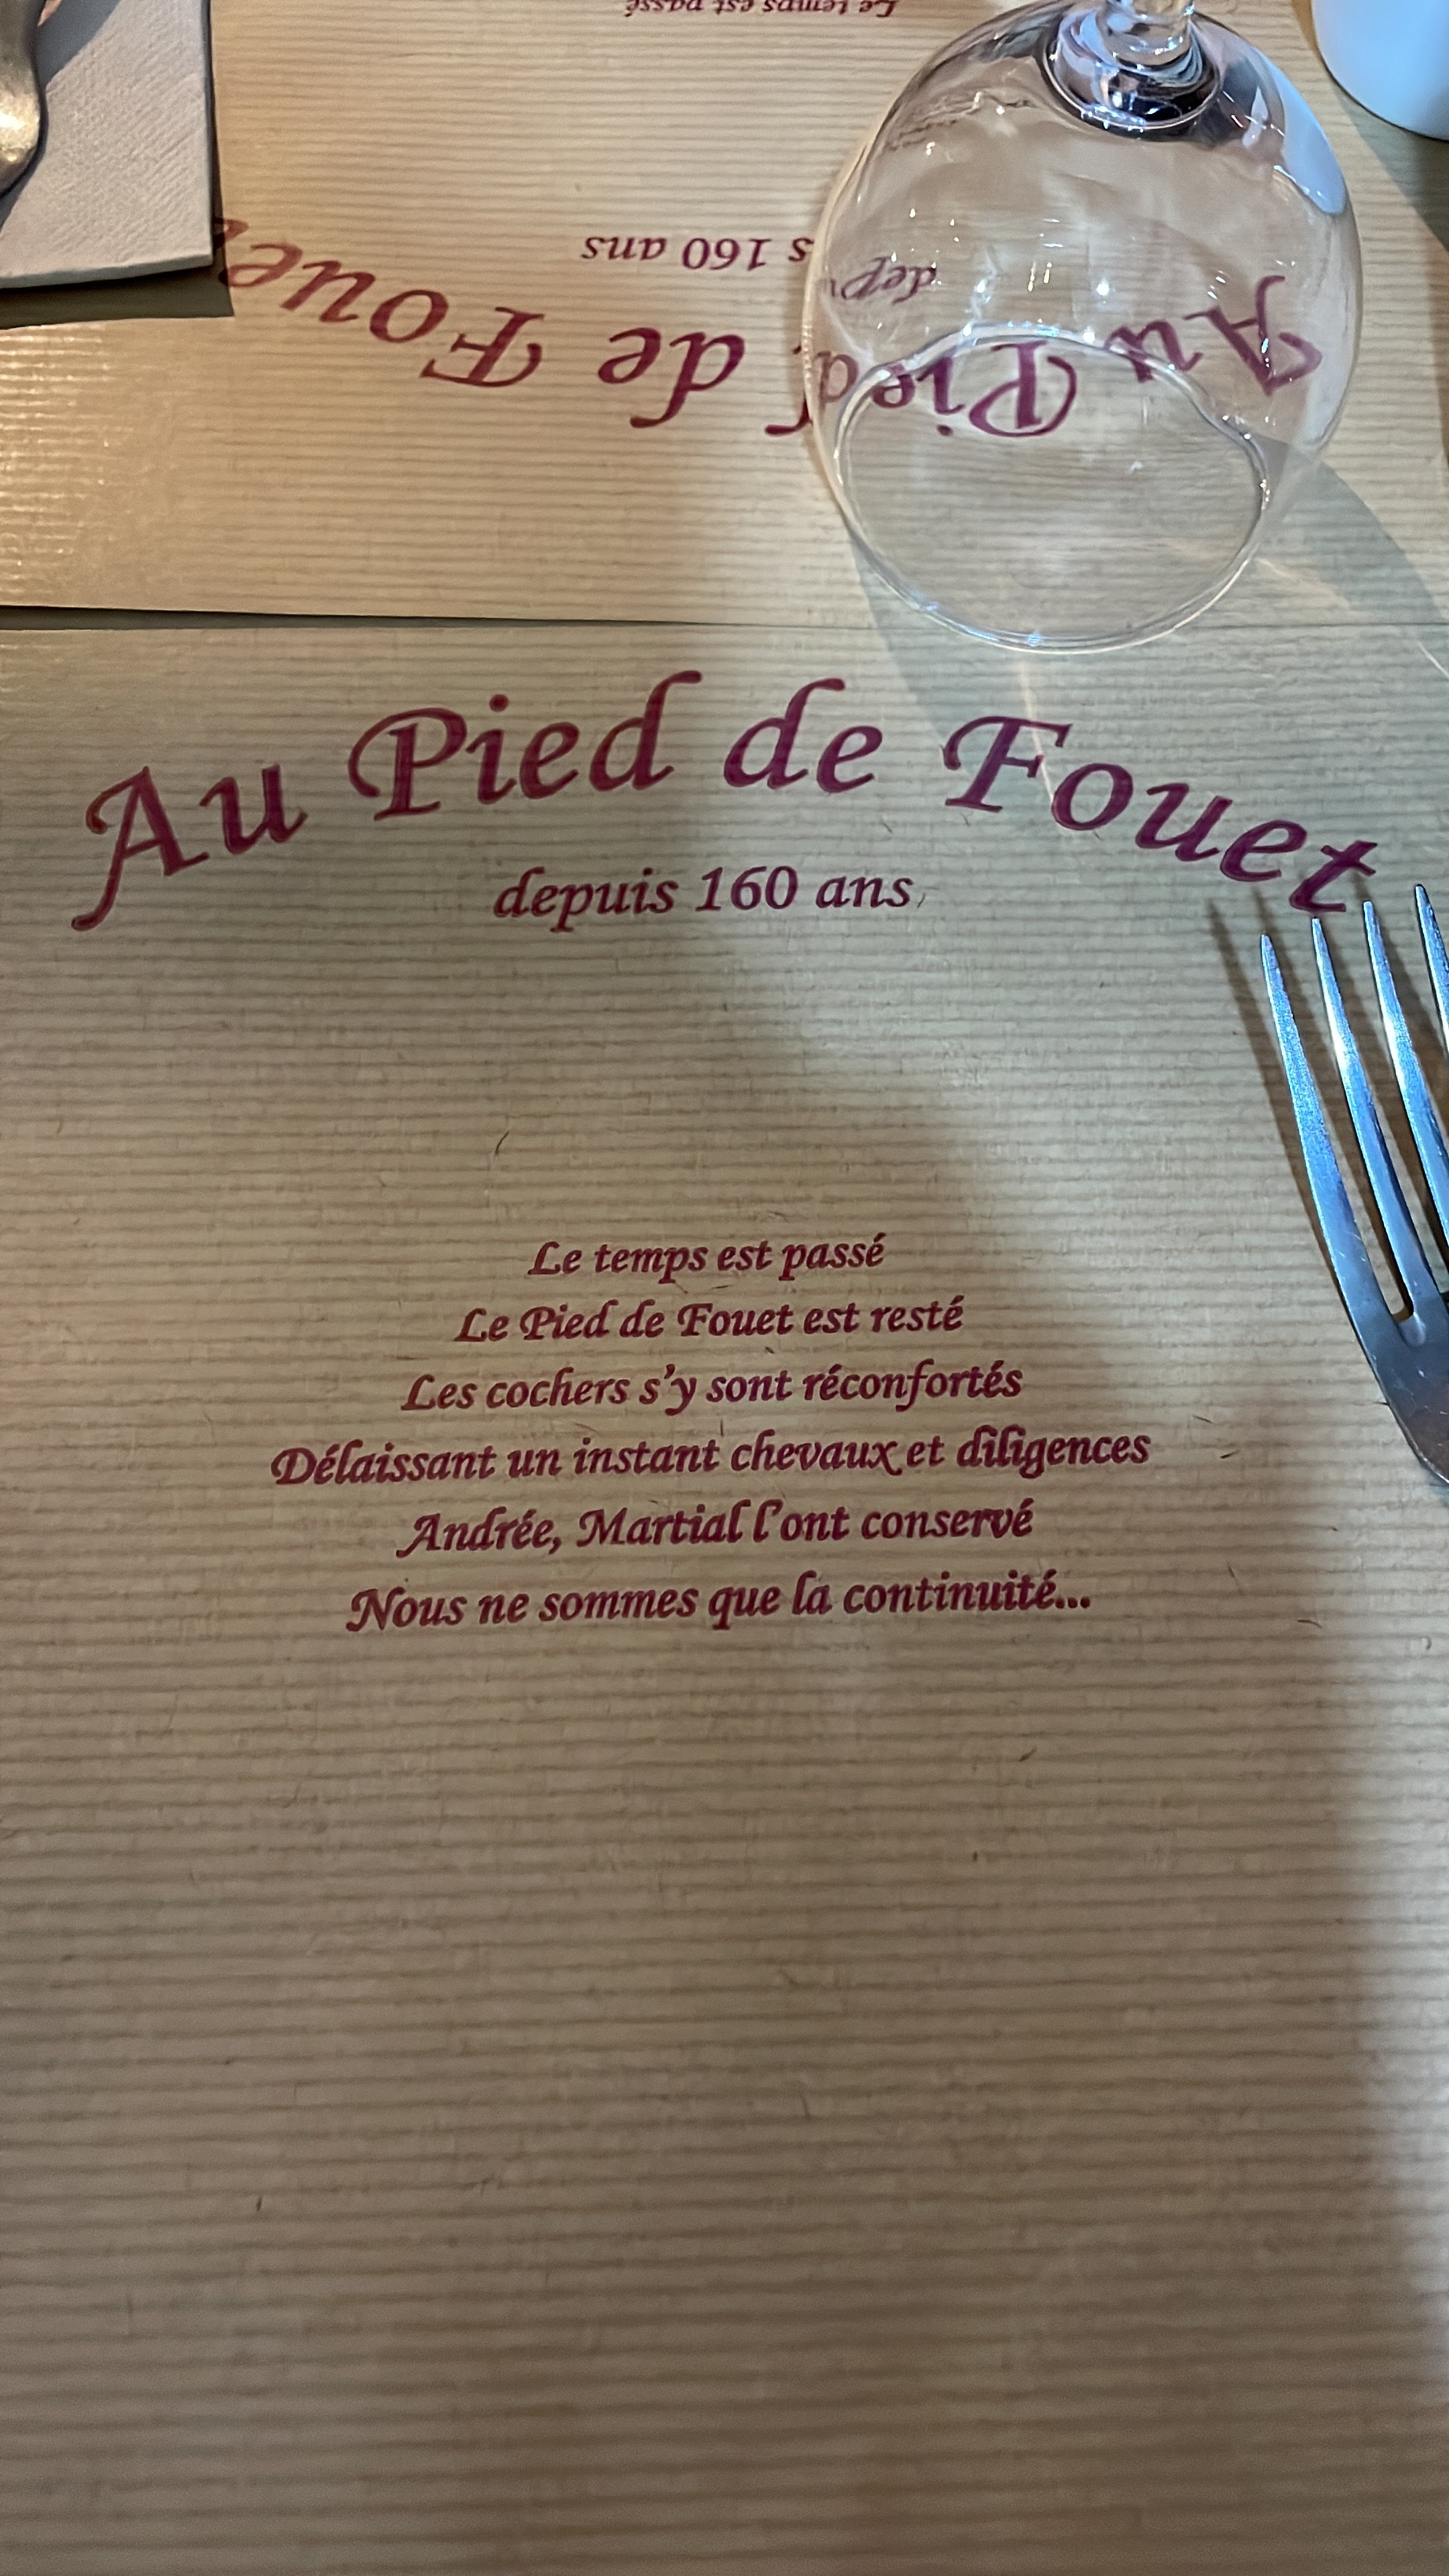 Le temps est passé
depuis 160 ans
Au Pied de Foue
Au Pied de Fouet
depuis 160 ans
Le temps est passé
Le Pied de Fouet est resté
Les cochers s'y sont réconfortés
Délaissant un instant chevaux et diligences
Andrée, Martial l'ont conservé
Nous ne sommes que la continuité...